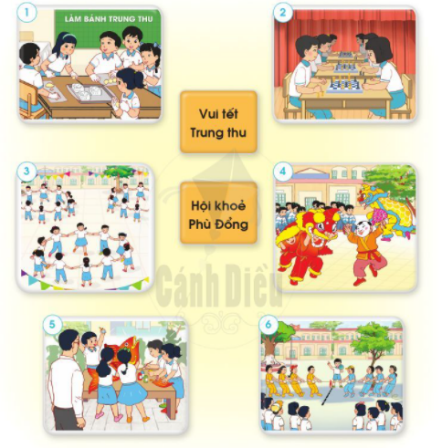 1
LÀM BÁNH TRUNG THU
2
Vui tết
Trung thu
3
4
Hội khoẻ
Phù Đổng
Cánh Diều
5
6